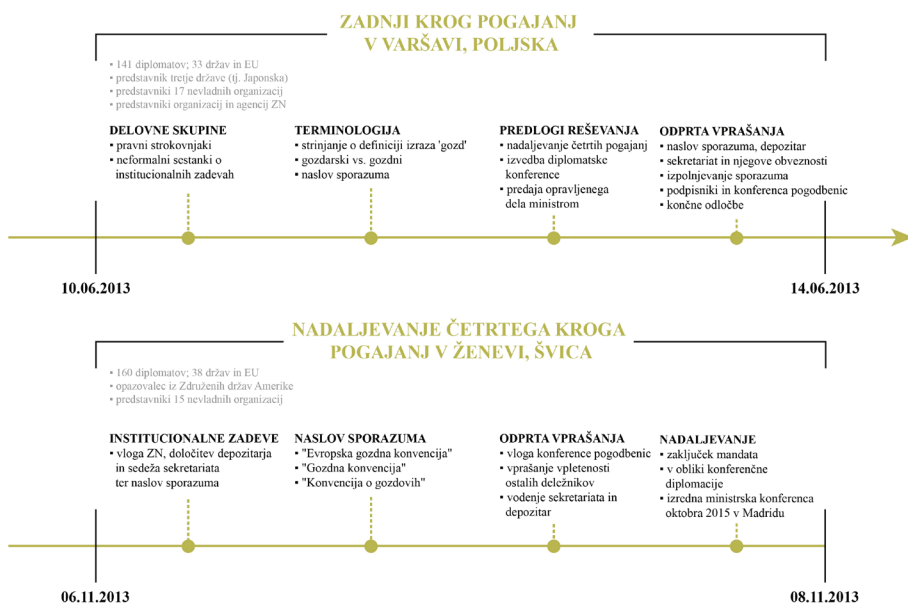 ZADNJI KROG POGAJANJ
V VARŠAVI, POLJSKA
▪ 141 diplomatov; 33 držav in EU
▪ predstavnik tretje države (tj. Japonska)
▪ predstavniki 17 nevladnih organizacij
▪ predstavniki organizacij in agencij ZN
DELOVNE SKUPINE
▪ pravni strokovnjaki
▪ neformalni sestanki o
institucionalnih zadevah
TERMINOLOGIJA
▪ strinjanje o definiciji izraza 'gozd'
▪ gozdarski vs. gozdni
▪ naslov sporazuma
PREDLOGI REŠEVANJA
▪ nadaljevanje četrtih pogajanj
▪ izvedba diplomatske
konference
▪ predaja opravljenega
dela ministrom
ODPRTA VPRAŠANJA
▪ naslov sporazuma, depozitar
▪ sekretariat in njegove obveznosti
▪ izpolnjevanje sporazuma
▪ podpisniki in konferenca pogodbenic
▪ končne odločbe
10.06.2013
14.06.2013
NADALJEVANJE ČETRTEGA KROGA
POGAJANJ V ŽENEVI, ŠVICA
▪ 160 diplomatov; 38 držav in EU
▪ opazovalec iz Združenih držav Amerike
▪ predstavniki 15 nevladnih organizacij
INSTITUCIONALNE ZADEVE
▪ vloga ZN, določitev depozitarja
in sedeža sekretariata
ter naslov sporazuma
NASLOV SPORAZUMA
▪ "Evropska gozdna konvencija"
▪ "Gozdna konvencija"
▪ "Konvencija o gozdovih"
ODPRTA VPRAŠANJA
▪ vloga konference pogodbenic
▪ vprašanje vpletenosti
ostalih deležnikov
▪ vodenje sekretariata in
depozitar
NADALJEVANJE
▪ zaključek mandata
▪ v obliki konferenčne
diplomacije
▪ izredna ministrska konferenca
oktobra 2015 v Madridu
06.11.2013
08.11.2013